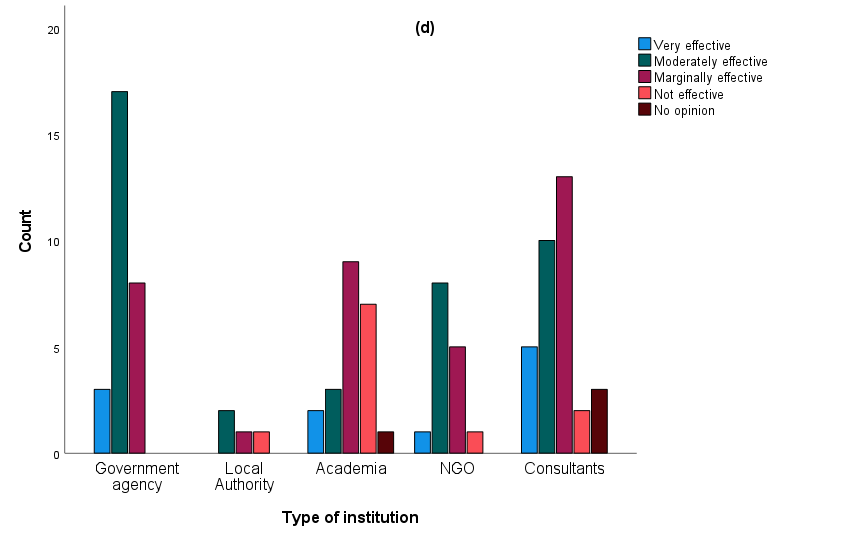 (d)
20
15
10
5
0
Count
Very effective
Moderately effective
Marginally effective
Not effective
No opinion
Government
agency
Local
Authority
Academia
NGO
Consultants
Type of institution